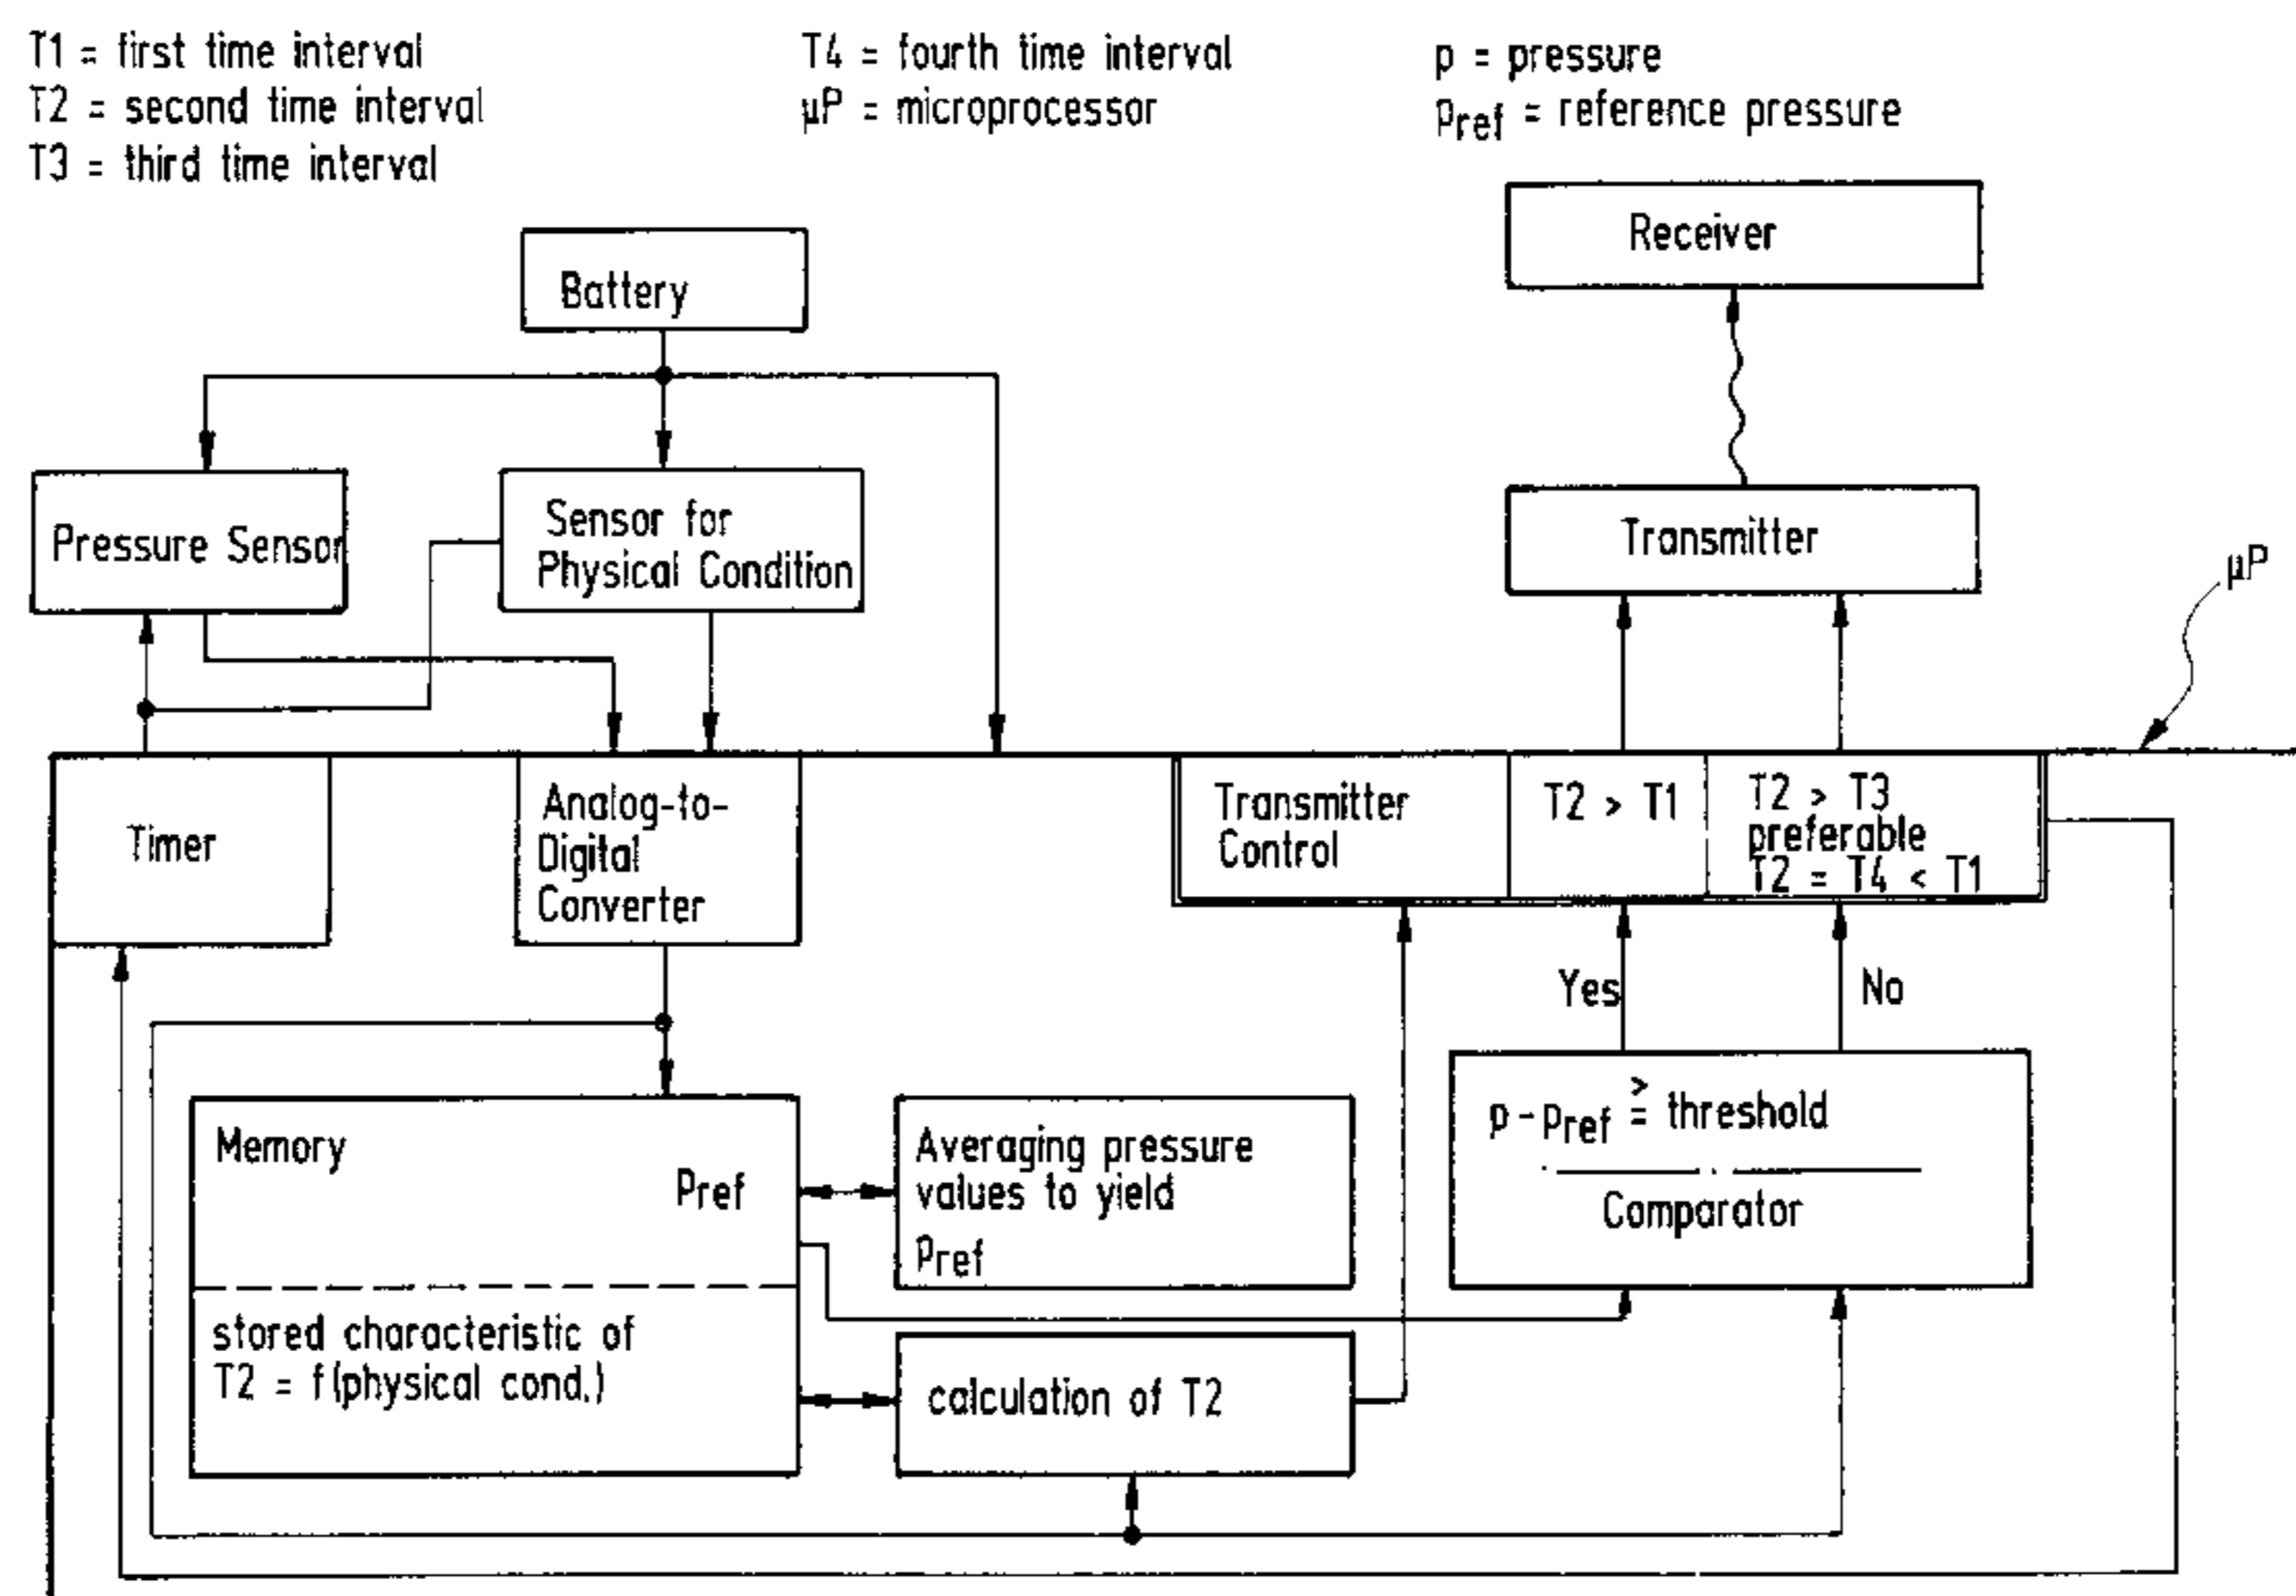 T1 = first time interval
T2 = second time interval
T3 = third time interval
T4 = fourth time interval
µP = microprocessor
p = pressure
pref = reference pressure
Battery
Receiver
Pressure Sensor
Sensor for
Physical Condition
Transmitter
µP
Timer
Analog-to-
Digital
Converter
Transmitter
Control
T2 > T1
T2 > T3
preferable
T2 = T4 < T1
Yes
No
Memory
Pref
Averaging pressure
values to yield
Pref
p - pref ≥ threshold
Comparator
stored characteristic of
T2 = f(physical cond.)
calculation of T2